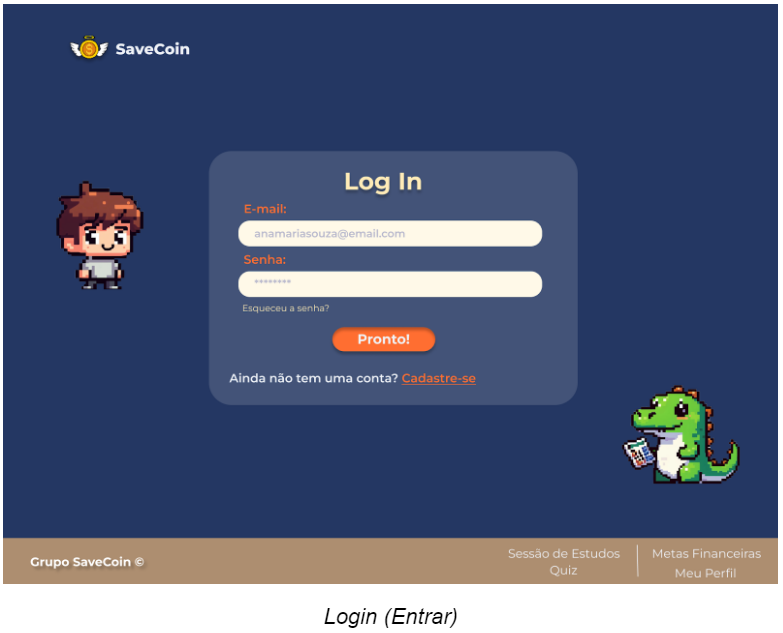 SaveCoin
Log In
E-mail:
anamariasouza@email.com
Senha:
********
Esqueceu a senha?
Pronto!
Ainda não tem uma conta? Cadastre-se
Grupo SaveCoin ©
Sessão de Estudos
Quiz
Metas Financeiras
Meu Perfil
Login (Entrar)